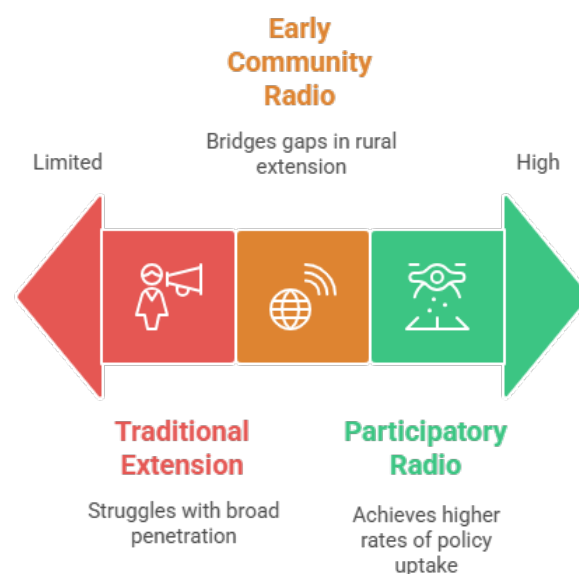 Early
Community
Radio
Bridges gaps in rural
extension
Limited
High
Traditional
Extension
Struggles with broad
penetration
Participatory
Radio
Achieves higher
rates of policy
uptake